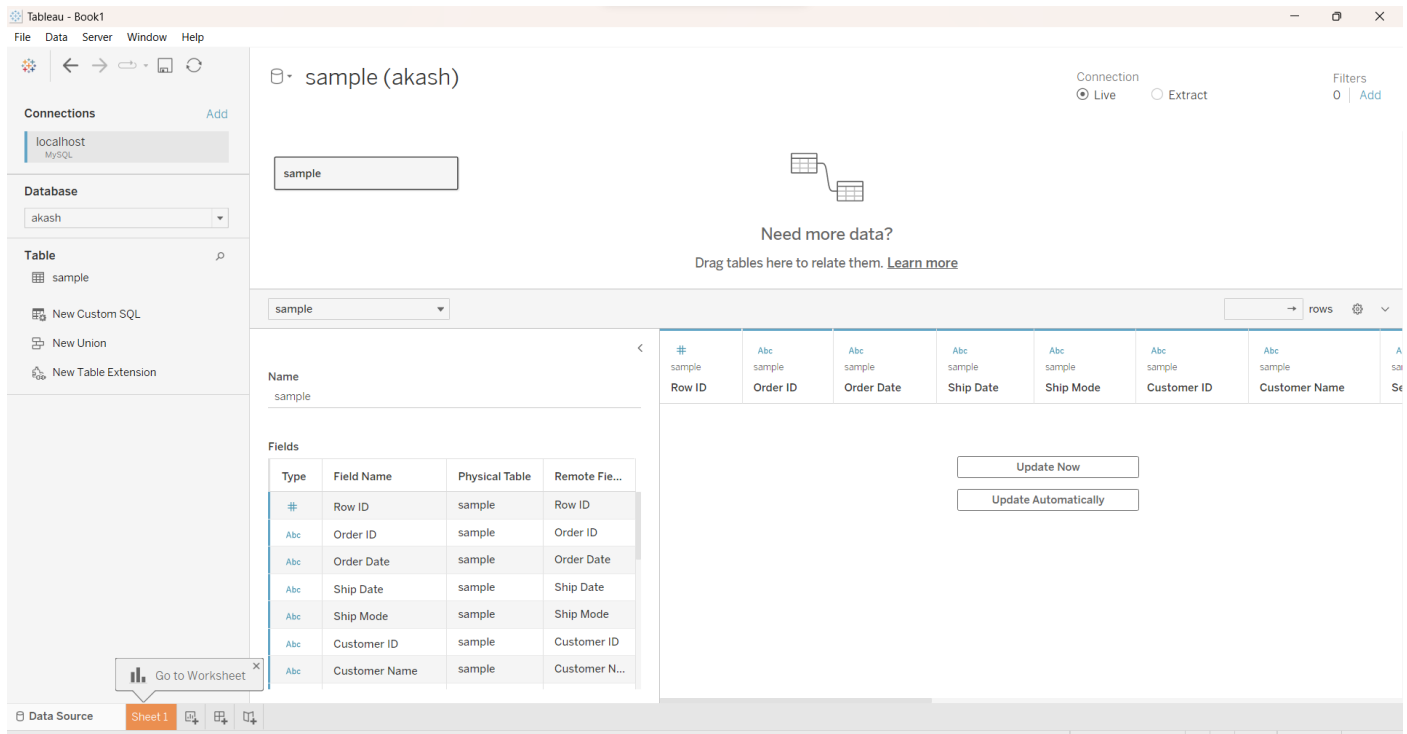 Tableau - Book1
File Data Server Window Help
sample (akash)
Connection
Live Extract
Filters
0 Add
Connections Add
localhost
MySQL
Database
akash
Table
sample
New Custom SQL
New Union
New Table Extension
sample
Need more data?
Drag tables here to relate them. Learn more
sample
→ rows
Name
sample
Fields
Type Field Name Physical Table Remote Fie...
# Row ID sample Row ID
Abc Order ID sample Order ID
Abc Order Date sample Order Date
Abc Ship Date sample Ship Date
Abc Ship Mode sample Ship Mode
Abc Customer ID sample Customer ID
Abc Customer Name sample Customer N...
# Abc Abc Abc Abc Abc Abc A
sample sample sample sample sample sample sample sa
Row ID Order ID Order Date Ship Date Ship Mode Customer ID Customer Name Se
Update Now
Update Automatically
Go to Worksheet
Data Source Sheet 1